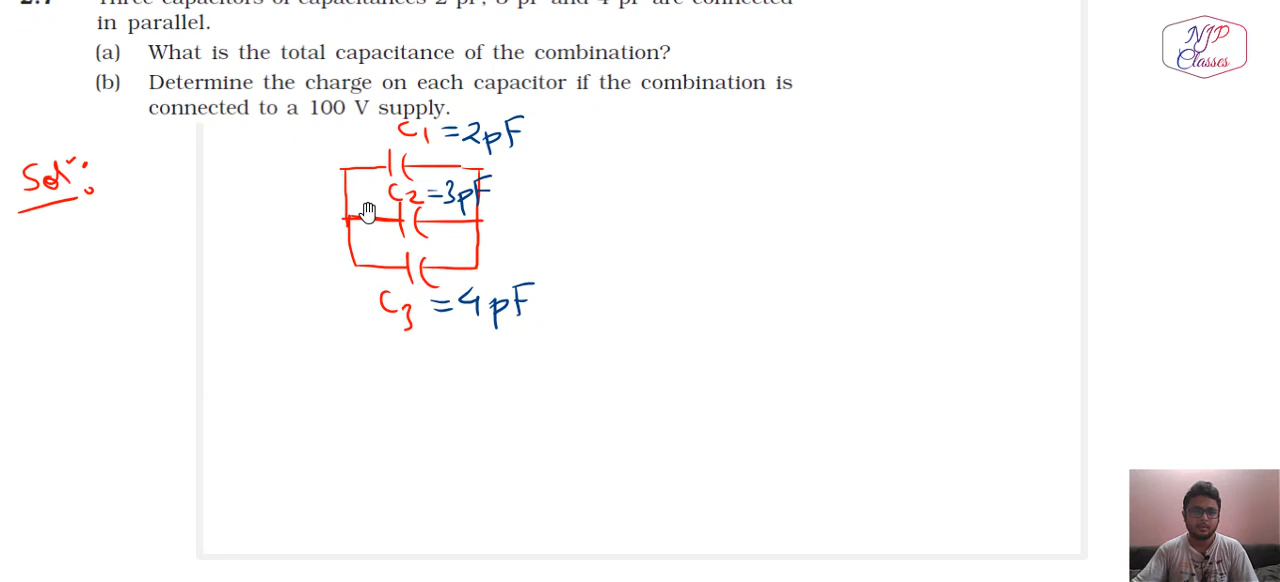 in parallel.
(a) What is the total capacitance of the combination?
(b) Determine the charge on each capacitor if the combination is
connected to a 100 V supply.
C1 = 2pF
Solⁿ:
C2 = 3pF
C3 = 4pF
NJP
Classes